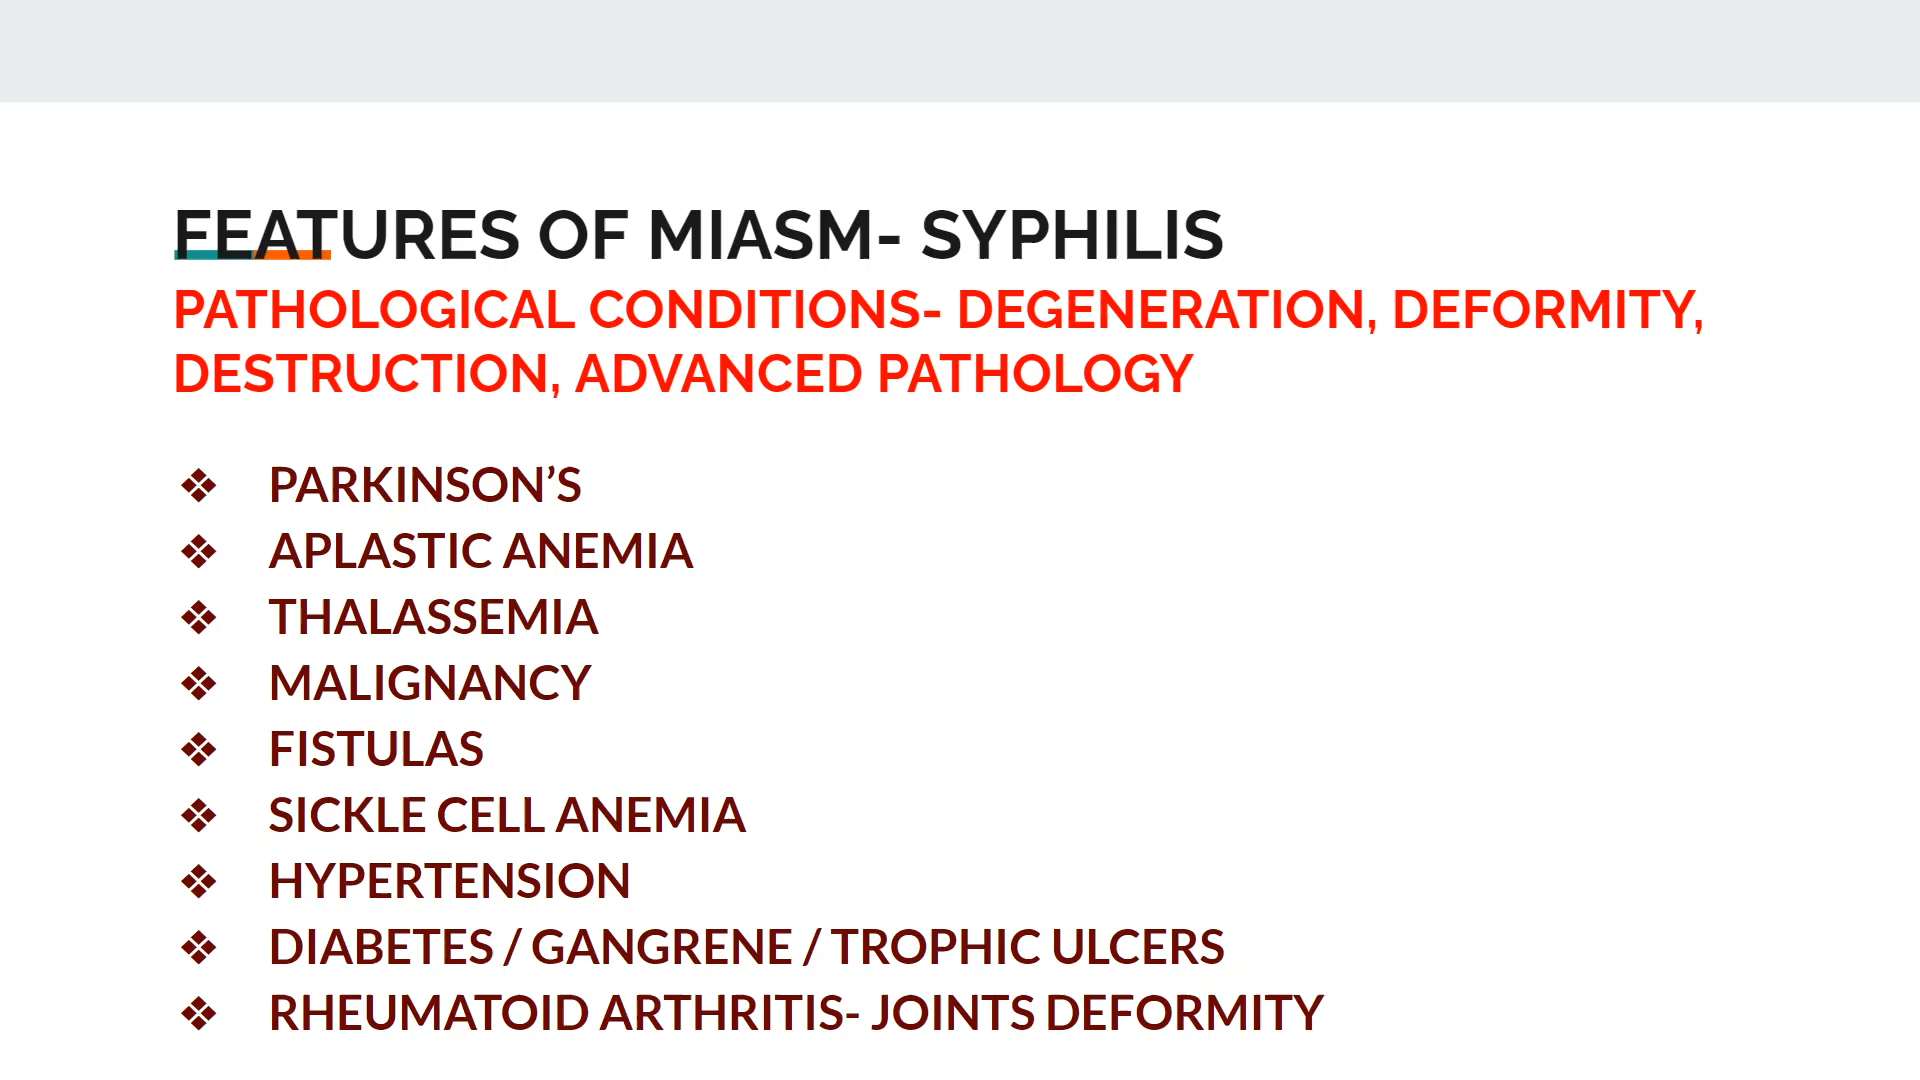 FEATURES OF MIASM- SYPHILIS
PATHOLOGICAL CONDITIONS- DEGENERATION, DEFORMITY,
DESTRUCTION, ADVANCED PATHOLOGY
❖ PARKINSON’S
❖ APLASTIC ANEMIA
❖ THALASSEMIA
❖ MALIGNANCY
❖ FISTULAS
❖ SICKLE CELL ANEMIA
❖ HYPERTENSION
❖ DIABETES / GANGRENE / TROPHIC ULCERS
❖ RHEUMATOID ARTHRITIS- JOINTS DEFORMITY